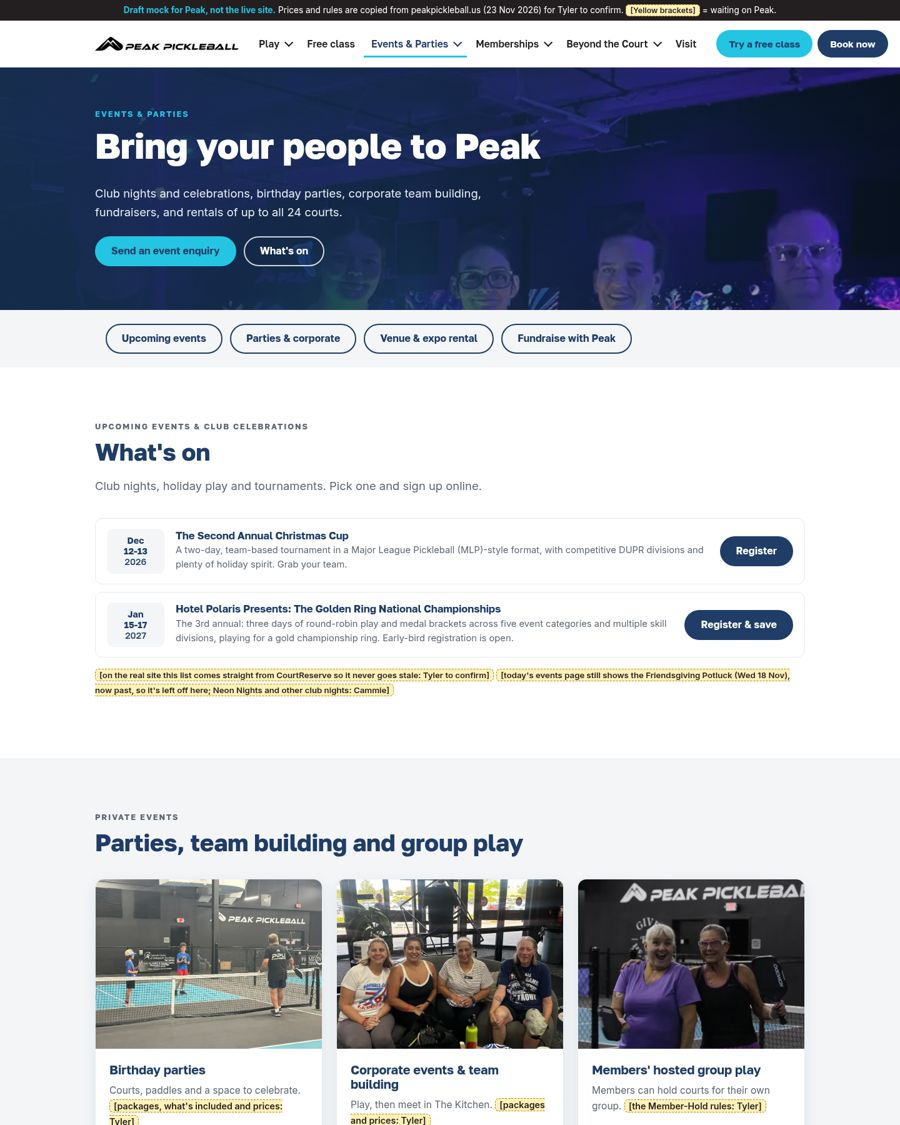 Draft mock for Peak, not the live site. Prices and rules are copied from peakpickleball.us (23 Nov 2026) for Tyler to confirm. [Yellow brackets] = waiting on Peak.
PEAK PICKLEBALL Play Free class Events & Parties Memberships Beyond the Court Visit Try a free class Book now
EVENTS & PARTIES
Bring your people to Peak
Club nights and celebrations, birthday parties, corporate team building,
fundraisers, and rentals of up to all 24 courts.
Send an event enquiry What's on
Upcoming events Parties & corporate Venue & expo rental Fundraise with Peak
UPCOMING EVENTS & CLUB CELEBRATIONS
What's on
Club nights, holiday play and tournaments. Pick one and sign up online.
Dec
12-13
2026
The Second Annual Christmas Cup
A two-day, team-based tournament in a Major League Pickleball (MLP)-style format, with competitive DUPR divisions and
plenty of holiday spirit. Grab your team.
Register
Jan
15-17
2027
Hotel Polaris Presents: The Golden Ring National Championships
The 3rd annual: three days of round-robin play and medal brackets across five event categories and multiple skill
divisions, playing for a gold championship ring. Early-bird registration is open.
Register & save
[on the real site this list comes straight from CourtReserve so it never goes stale: Tyler to confirm] [today's events page still shows the Friendsgiving Potluck (Wed 18 Nov),
now past, so it's left off here; Neon Nights and other club nights: Cammie]
PRIVATE EVENTS
Parties, team building and group play
PEAK PICKLEBALL
PEAK PICKLEBALL
Birthday parties
Courts, paddles and a space to celebrate.
[packages, what's included and prices:
Tyler]
Corporate events & team
building
Play, then meet in The Kitchen. [packages
and prices: Tyler]
Members' hosted group play
Members can hold courts for their own
group. [the Member-Hold rules: Tyler]